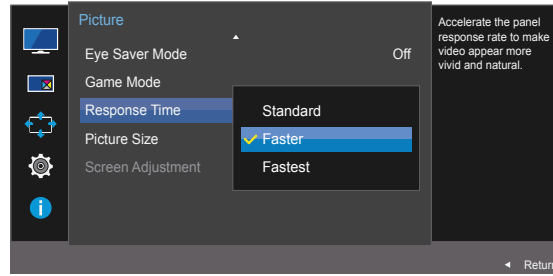 Picture
Eye Saver Mode Off
Game Mode
Response Time
Picture Size
Screen Adjustment
Standard
Faster
Fastest
Accelerate the panel
response rate to make
video appear more
vivid and natural.
Return